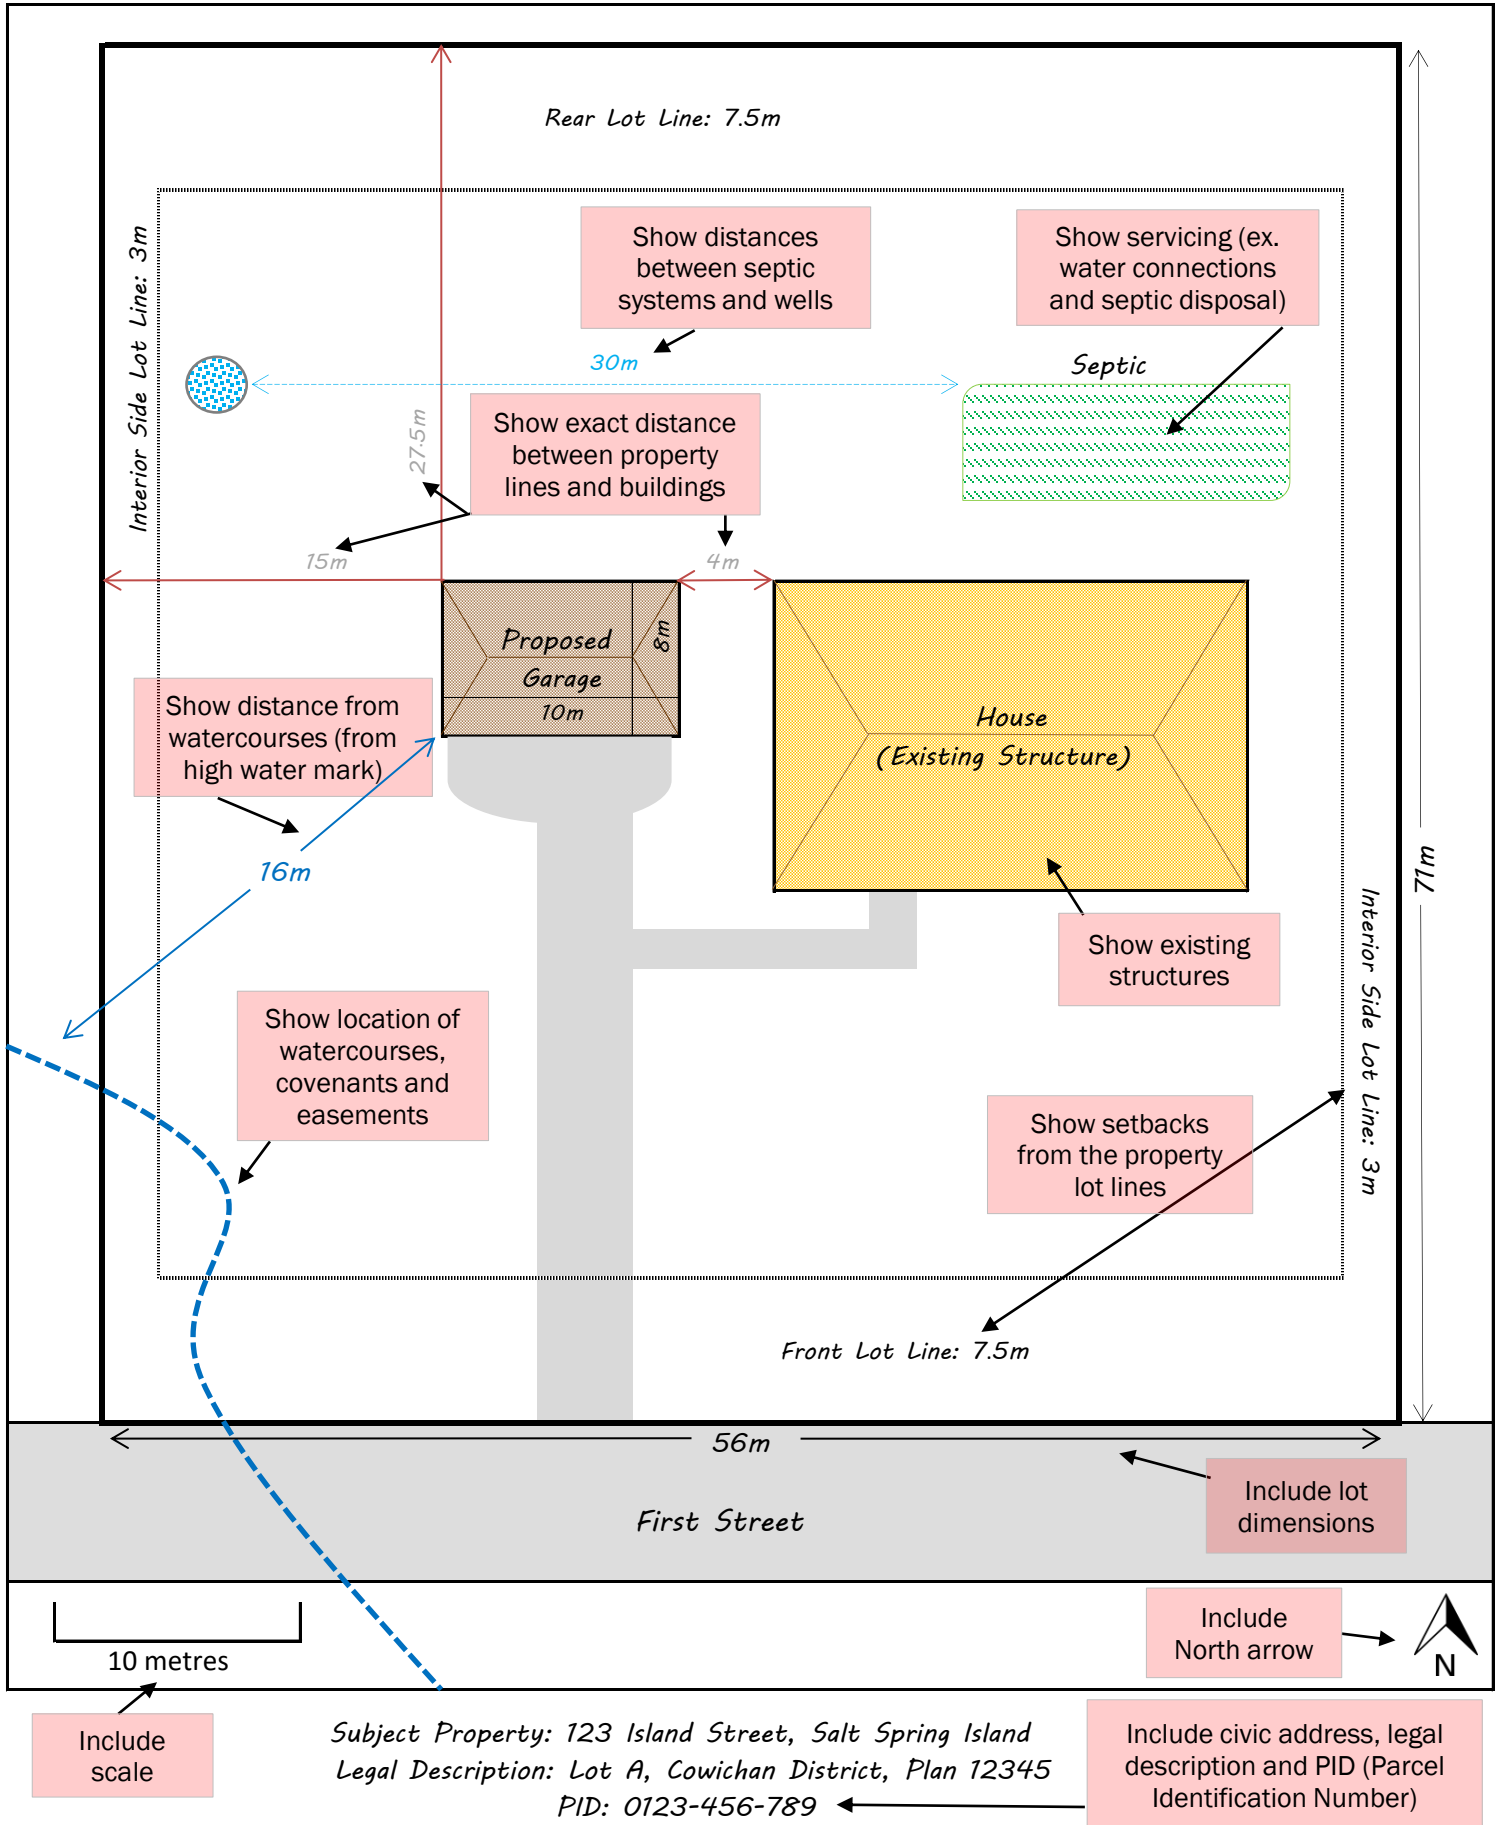 Rear Lot Line: 7.5m
Interior Side Lot Line: 3m
Show distances
between septic
systems and wells
Show servicing (ex.
water connections
and septic disposal)
30m
Septic
27.5m
Show exact distance
between property
lines and buildings
15m
4m
Proposed
Garage
8m
10m
House
(Existing Structure)
Show distance from
watercourses (from
high water mark)
16m
71m
Interior Side Lot Line: 3m
Show existing
structures
Show location of
watercourses,
covenants and
easements
Show setbacks
from the property
lot lines
Front Lot Line: 7.5m
56m
Include lot
dimensions
First Street
10 metres
Include
North arrow
N
Include
scale
Subject Property: 123 Island Street, Salt Spring Island
Legal Description: Lot A, Cowichan District, Plan 12345
PID: 0123-456-789
Include civic address, legal
description and PID (Parcel
Identification Number)